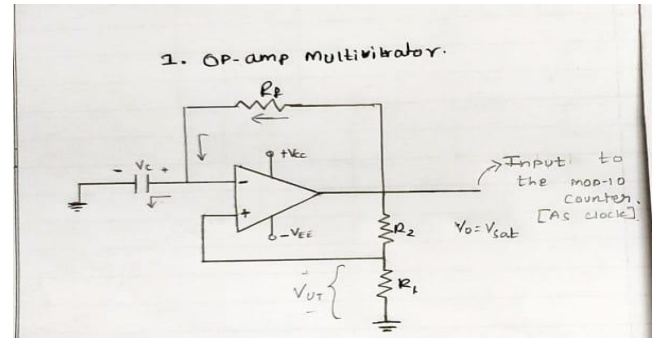 1. OP-amp Multivibrator.
Rf
+Vcc
- Vc +
-
+
-VEE
R2
R1
VUT
-
Input to
the mod-10
counter.
[As clock]
Vo = Vsat